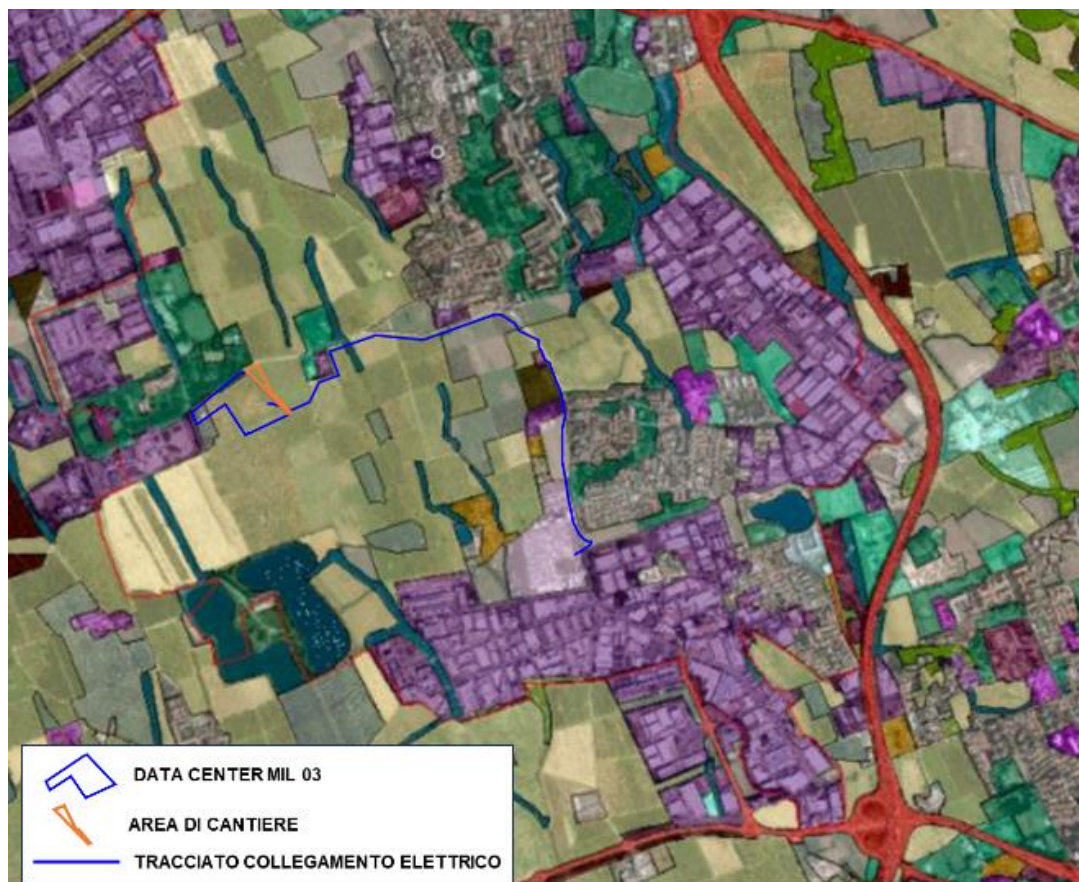 DATA CENTER MIL 03
AREA DI CANTIERE
TRACCIATO COLLEGAMENTO ELETTRICO